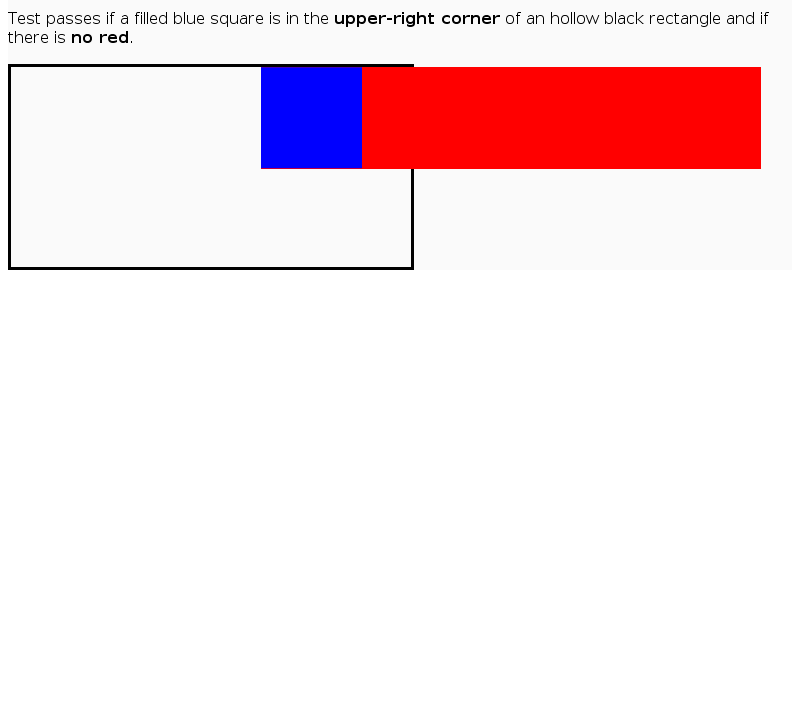 Test passes if a filled blue square is in the upper-right corner of an hollow black rectangle and if
there is no red.